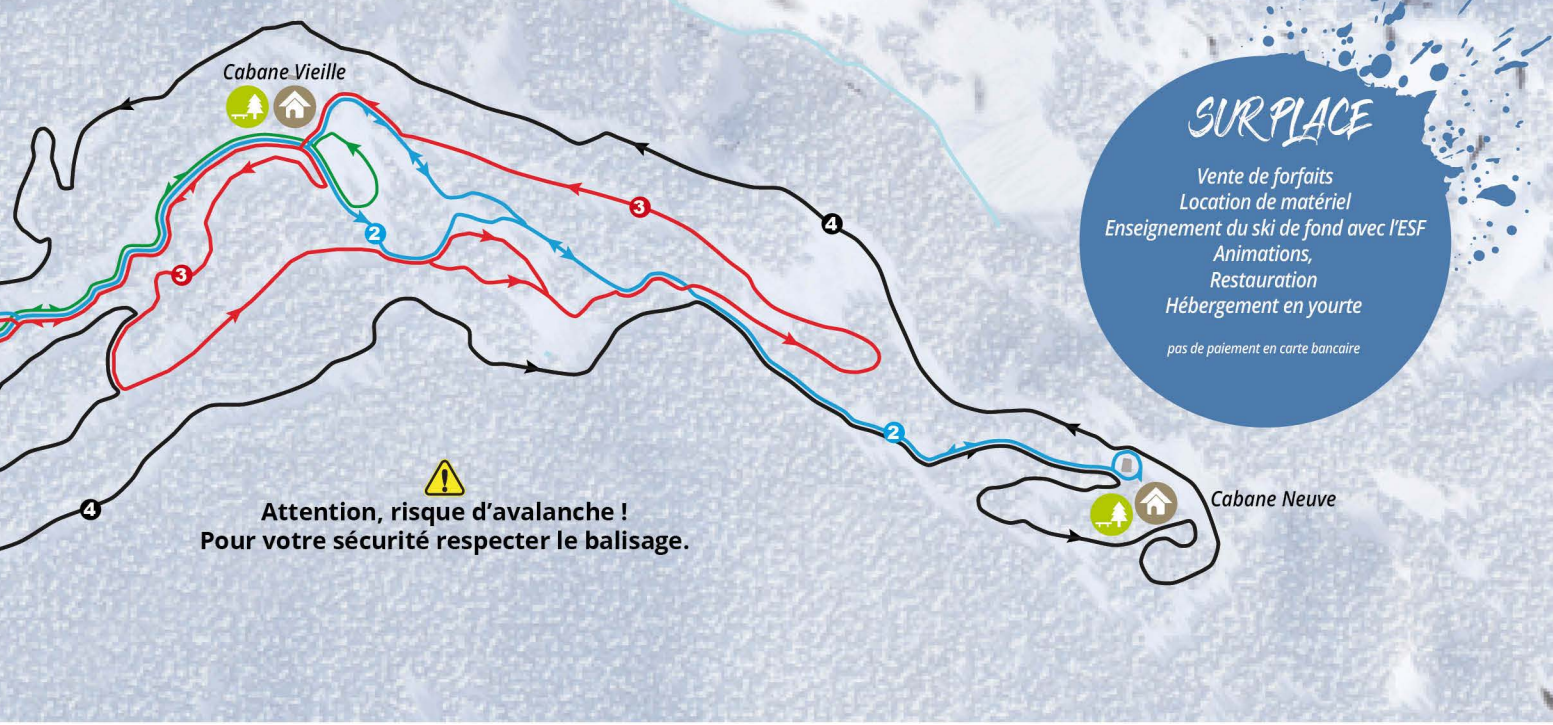 Cabane Vieille
SUR PLACE
Vente de forfaits
Location de matériel
Enseignement du ski de fond avec l'ESF
Animations,
Restauration
Hébergement en yourte
pas de paiement en carte bancaire
3
4
2
3
2
Cabane Neuve
4
Attention, risque d'avalanche !
Pour votre sécurité respecter le balisage.